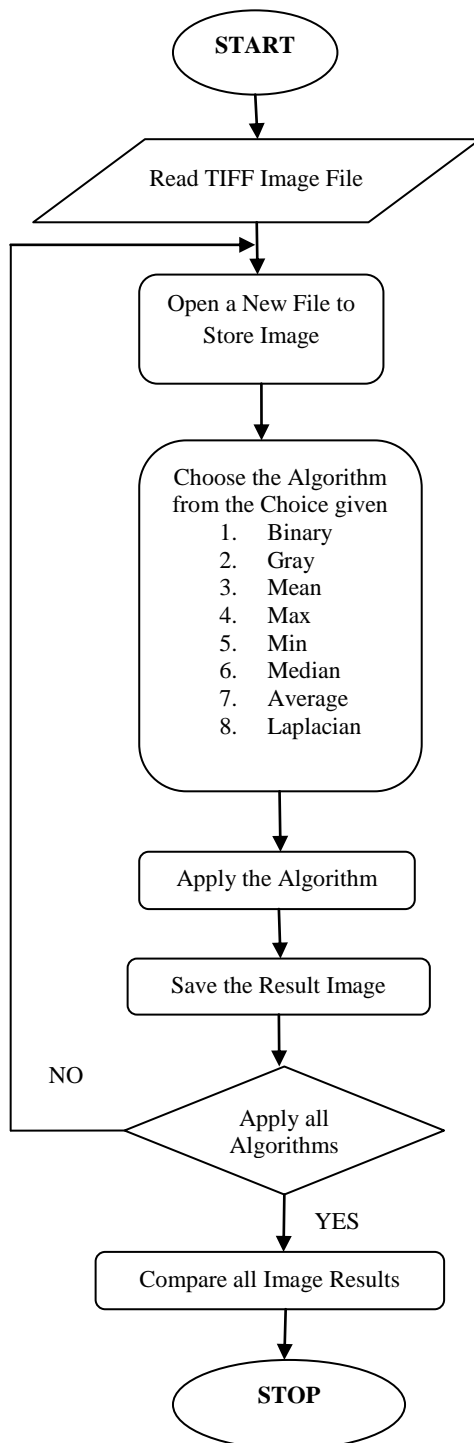 START
Read TIFF Image File
Open a New File to
Store Image
Choose the Algorithm
from the Choice given
1. Binary
2. Gray
3. Mean
4. Max
5. Min
6. Median
7. Average
8. Laplacian
Apply the Algorithm
Save the Result Image
NO
Apply all
Algorithms
YES
Compare all Image Results
STOP